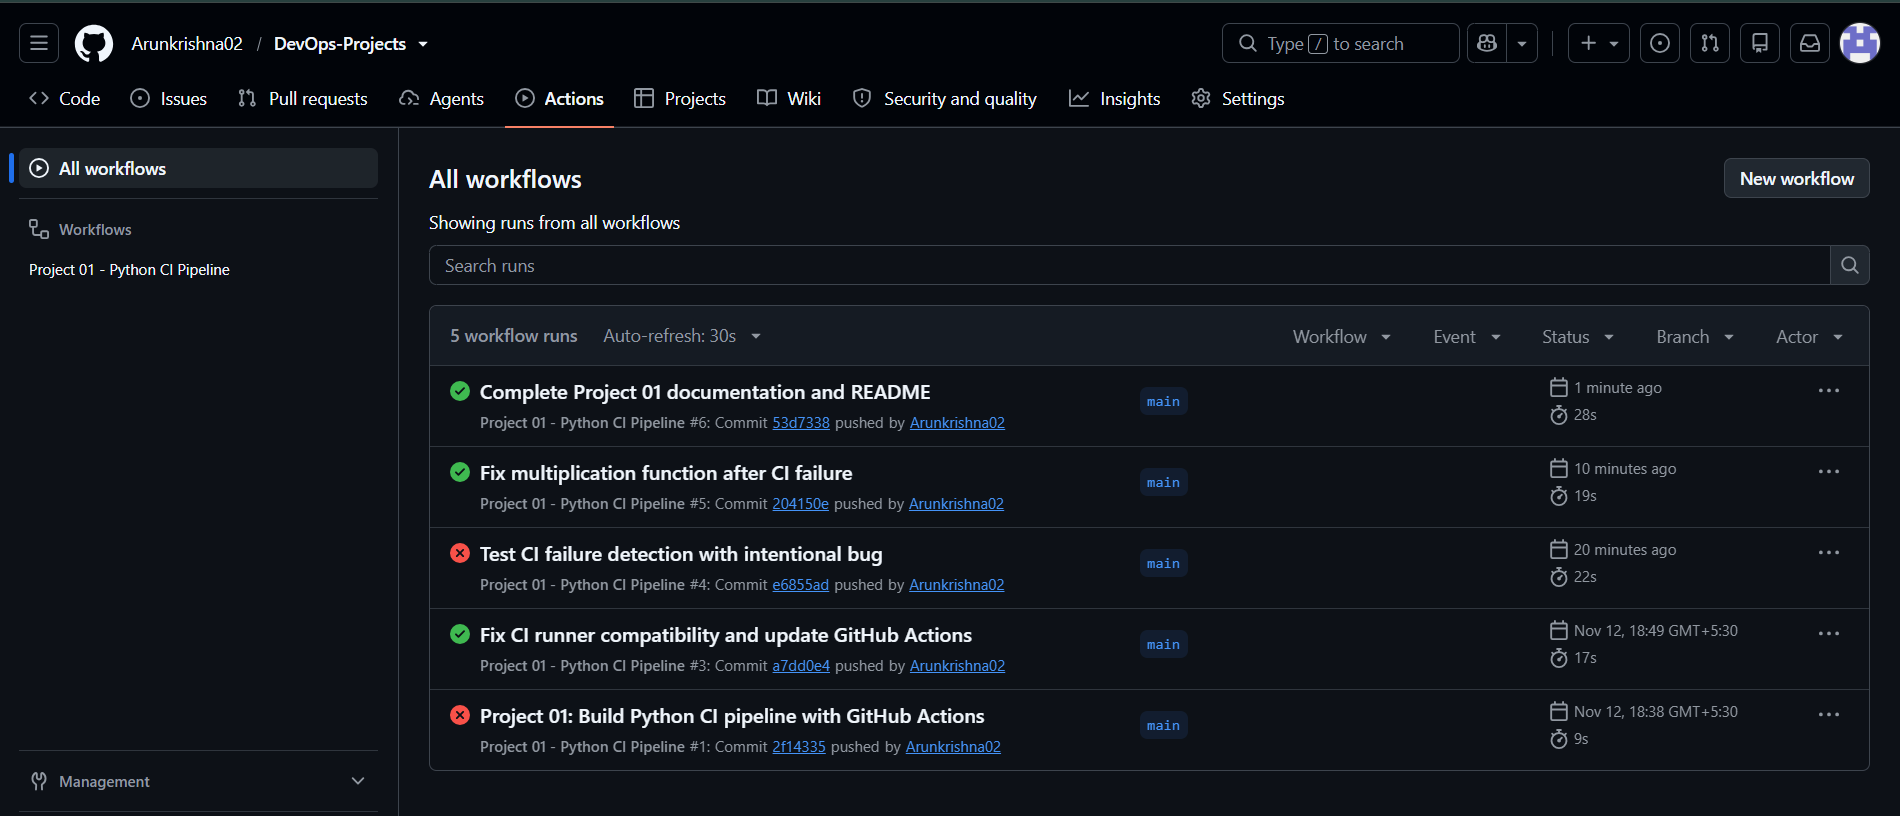 Arunkrishna02 / DevOps-Projects
Type / to search
Code Issues Pull requests Agents Actions Projects Wiki Security and quality Insights Settings
All workflows
Workflows
Project 01 - Python CI Pipeline
Management
All workflows
New workflow
Showing runs from all workflows
Search runs
5 workflow runs Auto-refresh: 30s Workflow Event Status Branch Actor
Complete Project 01 documentation and README
Project 01 - Python CI Pipeline #6: Commit 53d7338 pushed by Arunkrishna02
main
1 minute ago
28s
Fix multiplication function after CI failure
Project 01 - Python CI Pipeline #5: Commit 204150e pushed by Arunkrishna02
main
10 minutes ago
19s
Test CI failure detection with intentional bug
Project 01 - Python CI Pipeline #4: Commit e6855ad pushed by Arunkrishna02
main
20 minutes ago
22s
Fix CI runner compatibility and update GitHub Actions
Project 01 - Python CI Pipeline #3: Commit a7dd0e4 pushed by Arunkrishna02
main
Nov 12, 18:49 GMT+5:30
17s
Project 01: Build Python CI pipeline with GitHub Actions
Project 01 - Python CI Pipeline #1: Commit 2f14335 pushed by Arunkrishna02
main
Nov 12, 18:38 GMT+5:30
9s